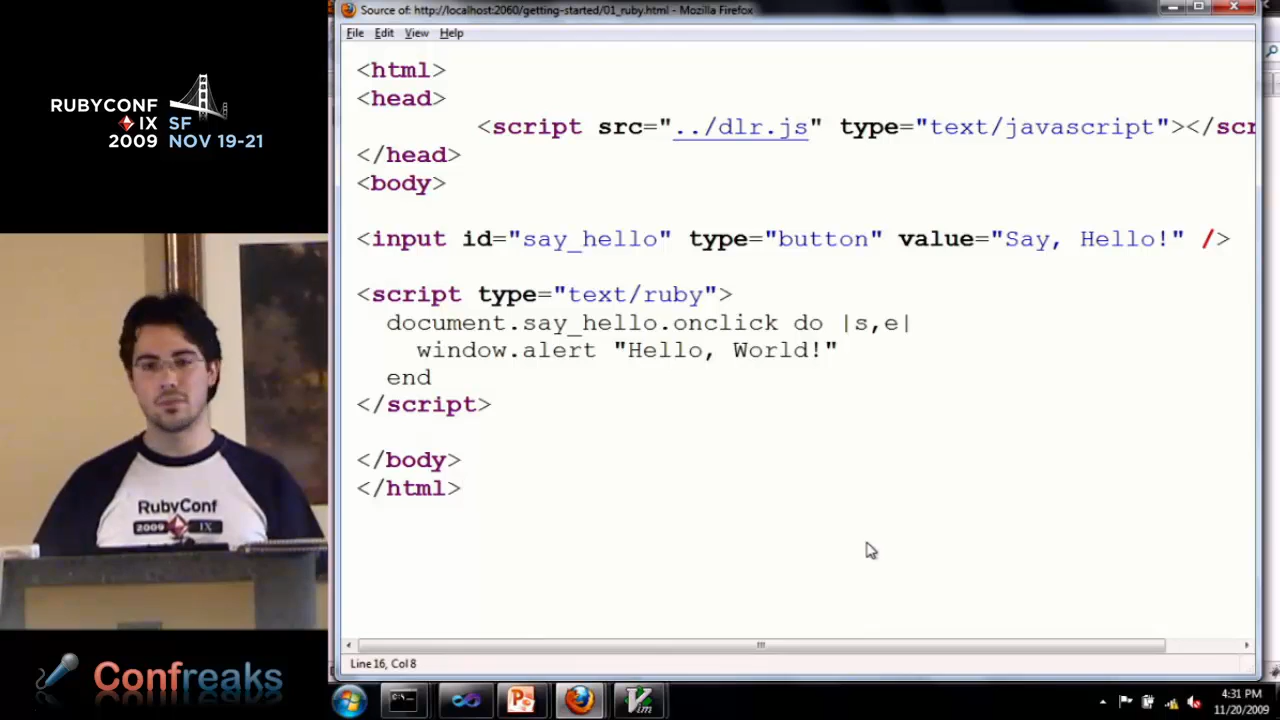 RUBYCONF
IX SF
2009 NOV 19-21
RubyConf
2009 IX
Confreaks
Source of: http://localhost:2060/getting-started/01_ruby.html - Mozilla Firefox
File Edit View Help
<html>
<head>
<script src="../dlr.js" type="text/javascript"></scr
</head>
<body>
<input id="say_hello" type="button" value="Say, Hello!" />
<script type="text/ruby">
document.say_hello.onclick do |s,e|
window.alert "Hello, World!"
end
</script>
</body>
</html>
Line 16, Col 8
Vim
4:31 PM
11/20/2009